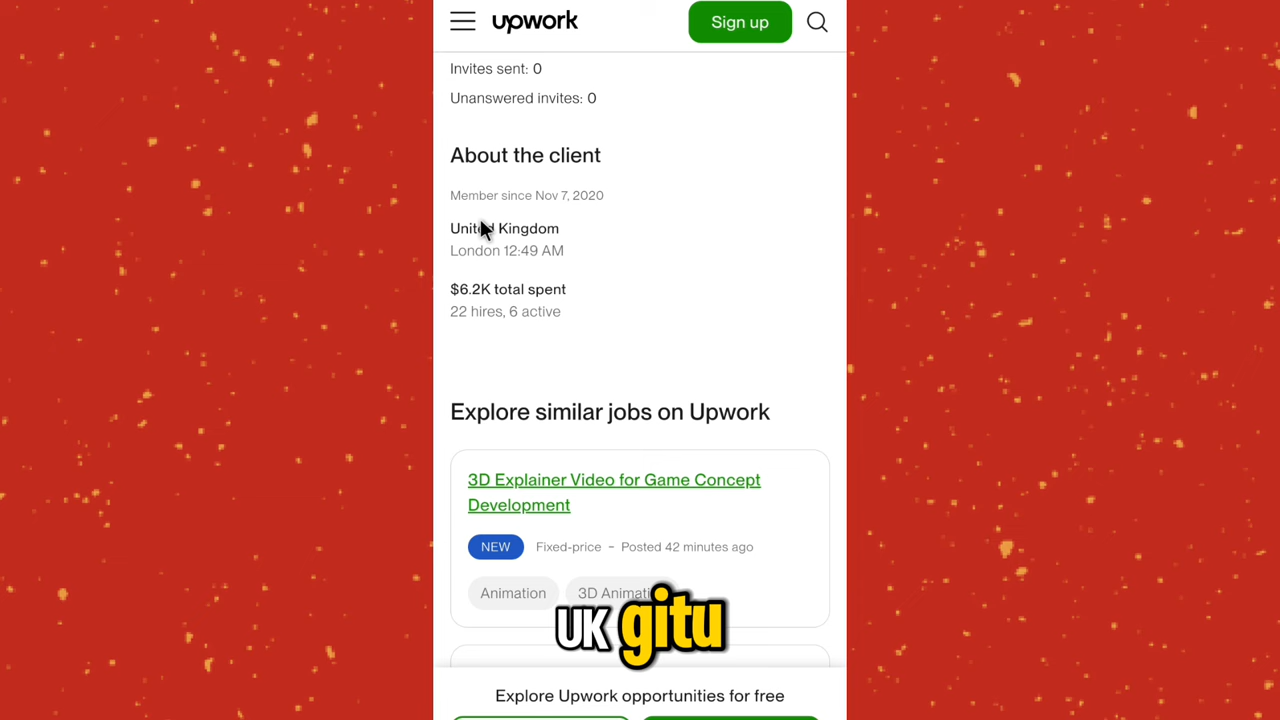 upwork
Sign up
Invites sent: 0
Unanswered invites: 0
About the client
Member since Nov 7, 2020
United Kingdom
London 12:49 AM
$6.2K total spent
22 hires, 6 active
Explore similar jobs on Upwork
3D Explainer Video for Game Concept
Development
NEW Fixed-price – Posted 42 minutes ago
Animation 3D Animati
UK gitu
Explore Upwork opportunities for free